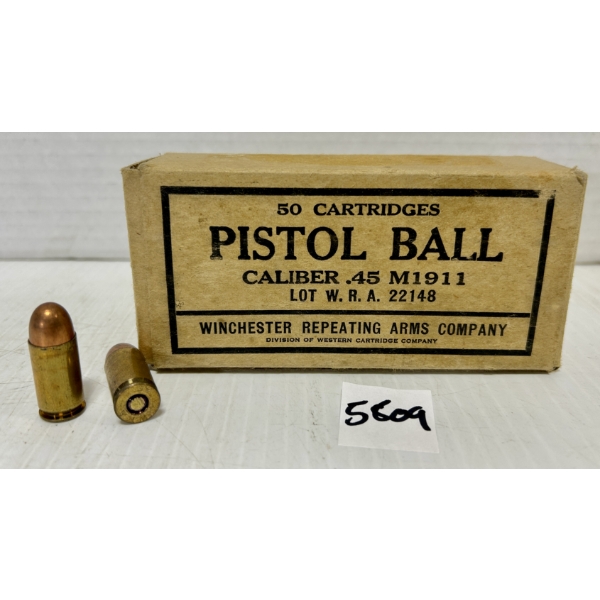 50 CARTRIDGES
PISTOL BALL
CALIBER .45 M1911
LOT W. R. A. 22148
WINCHESTER REPEATING ARMS COMPANY
DIVISION OF WESTERN CARTRIDGE COMPANY
5609